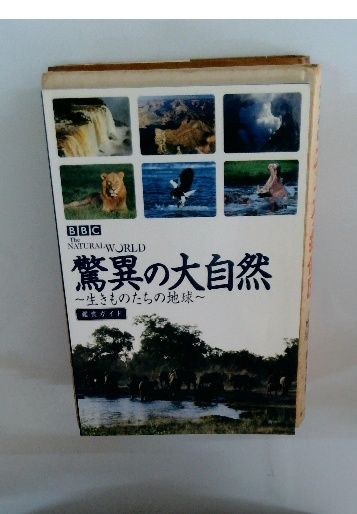 BBC
The
NATURAL WORLD
驚異の大自然
～生きものたちの地球～
鑑賞ガイド